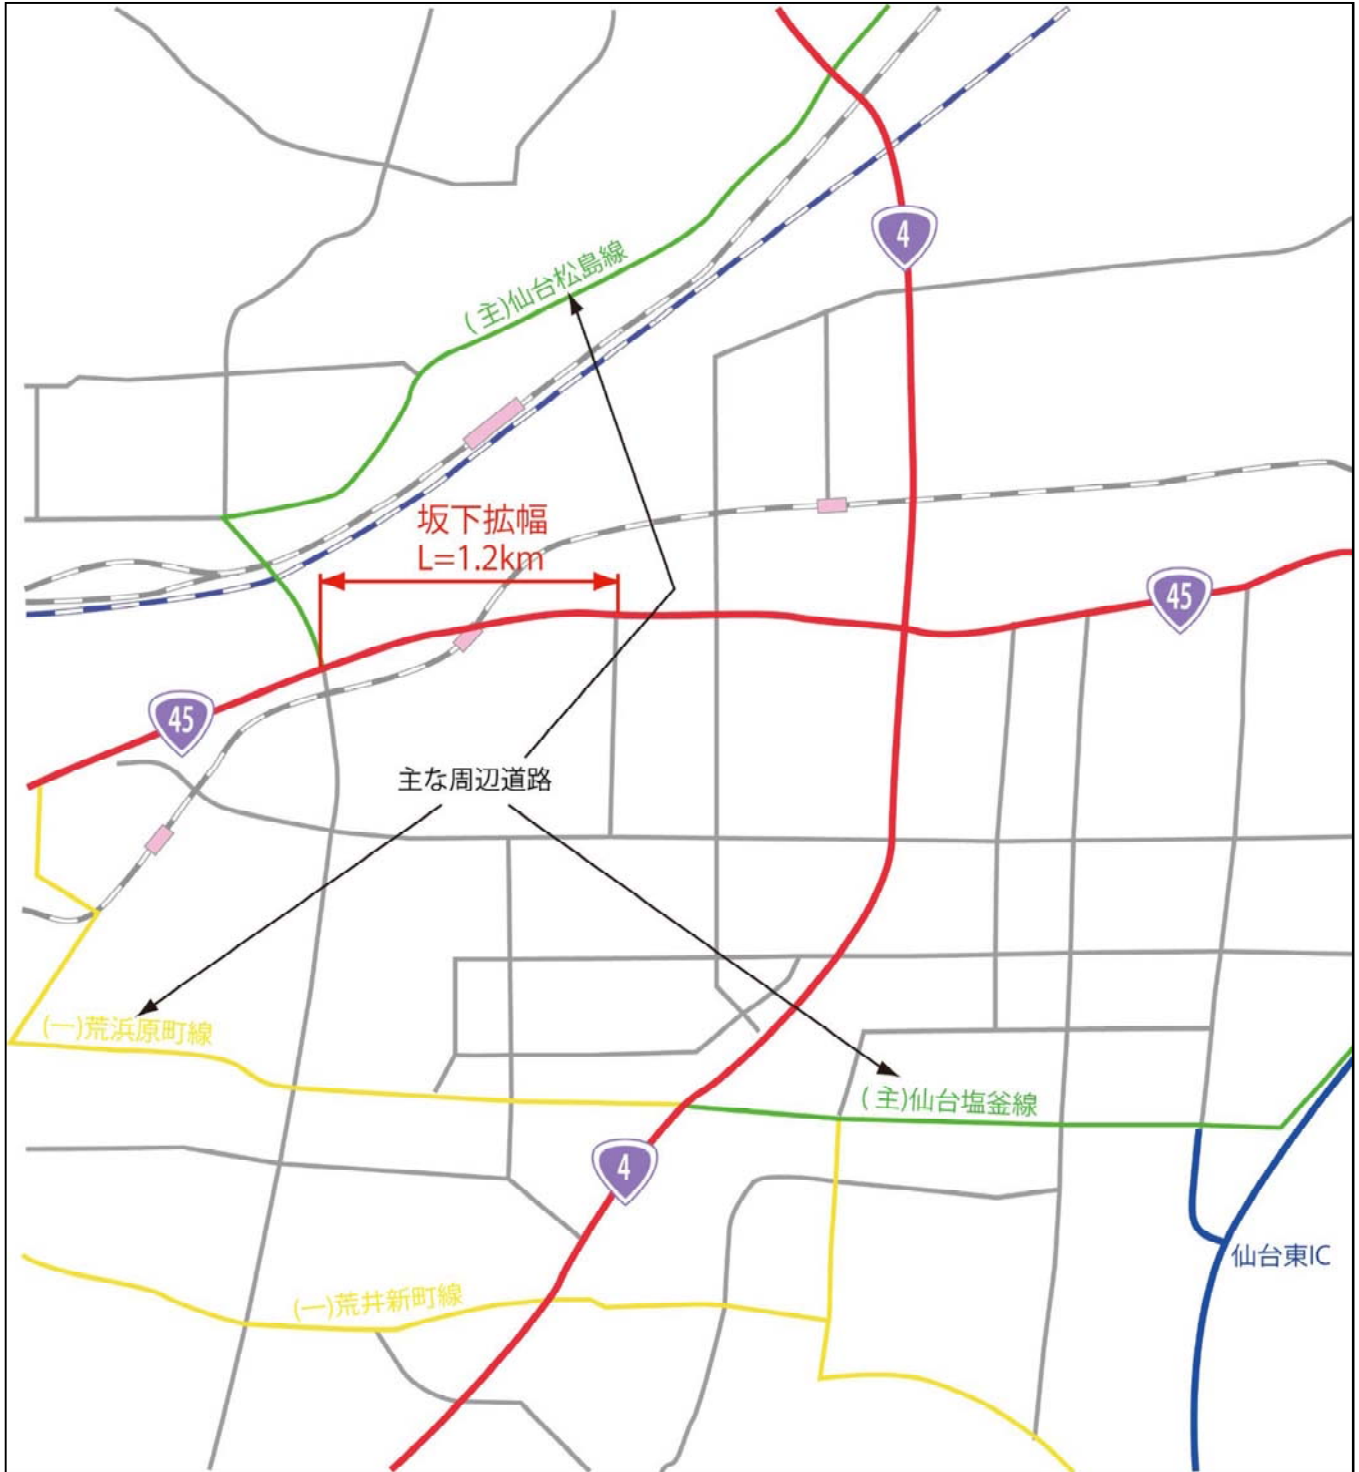 4
(主)仙台松島線
坂下拡幅
L=1.2km
45
45
主な周辺道路
(一)荒浜原町線
(主)仙台塩釜線
4
仙台東IC
(一)荒井新町線